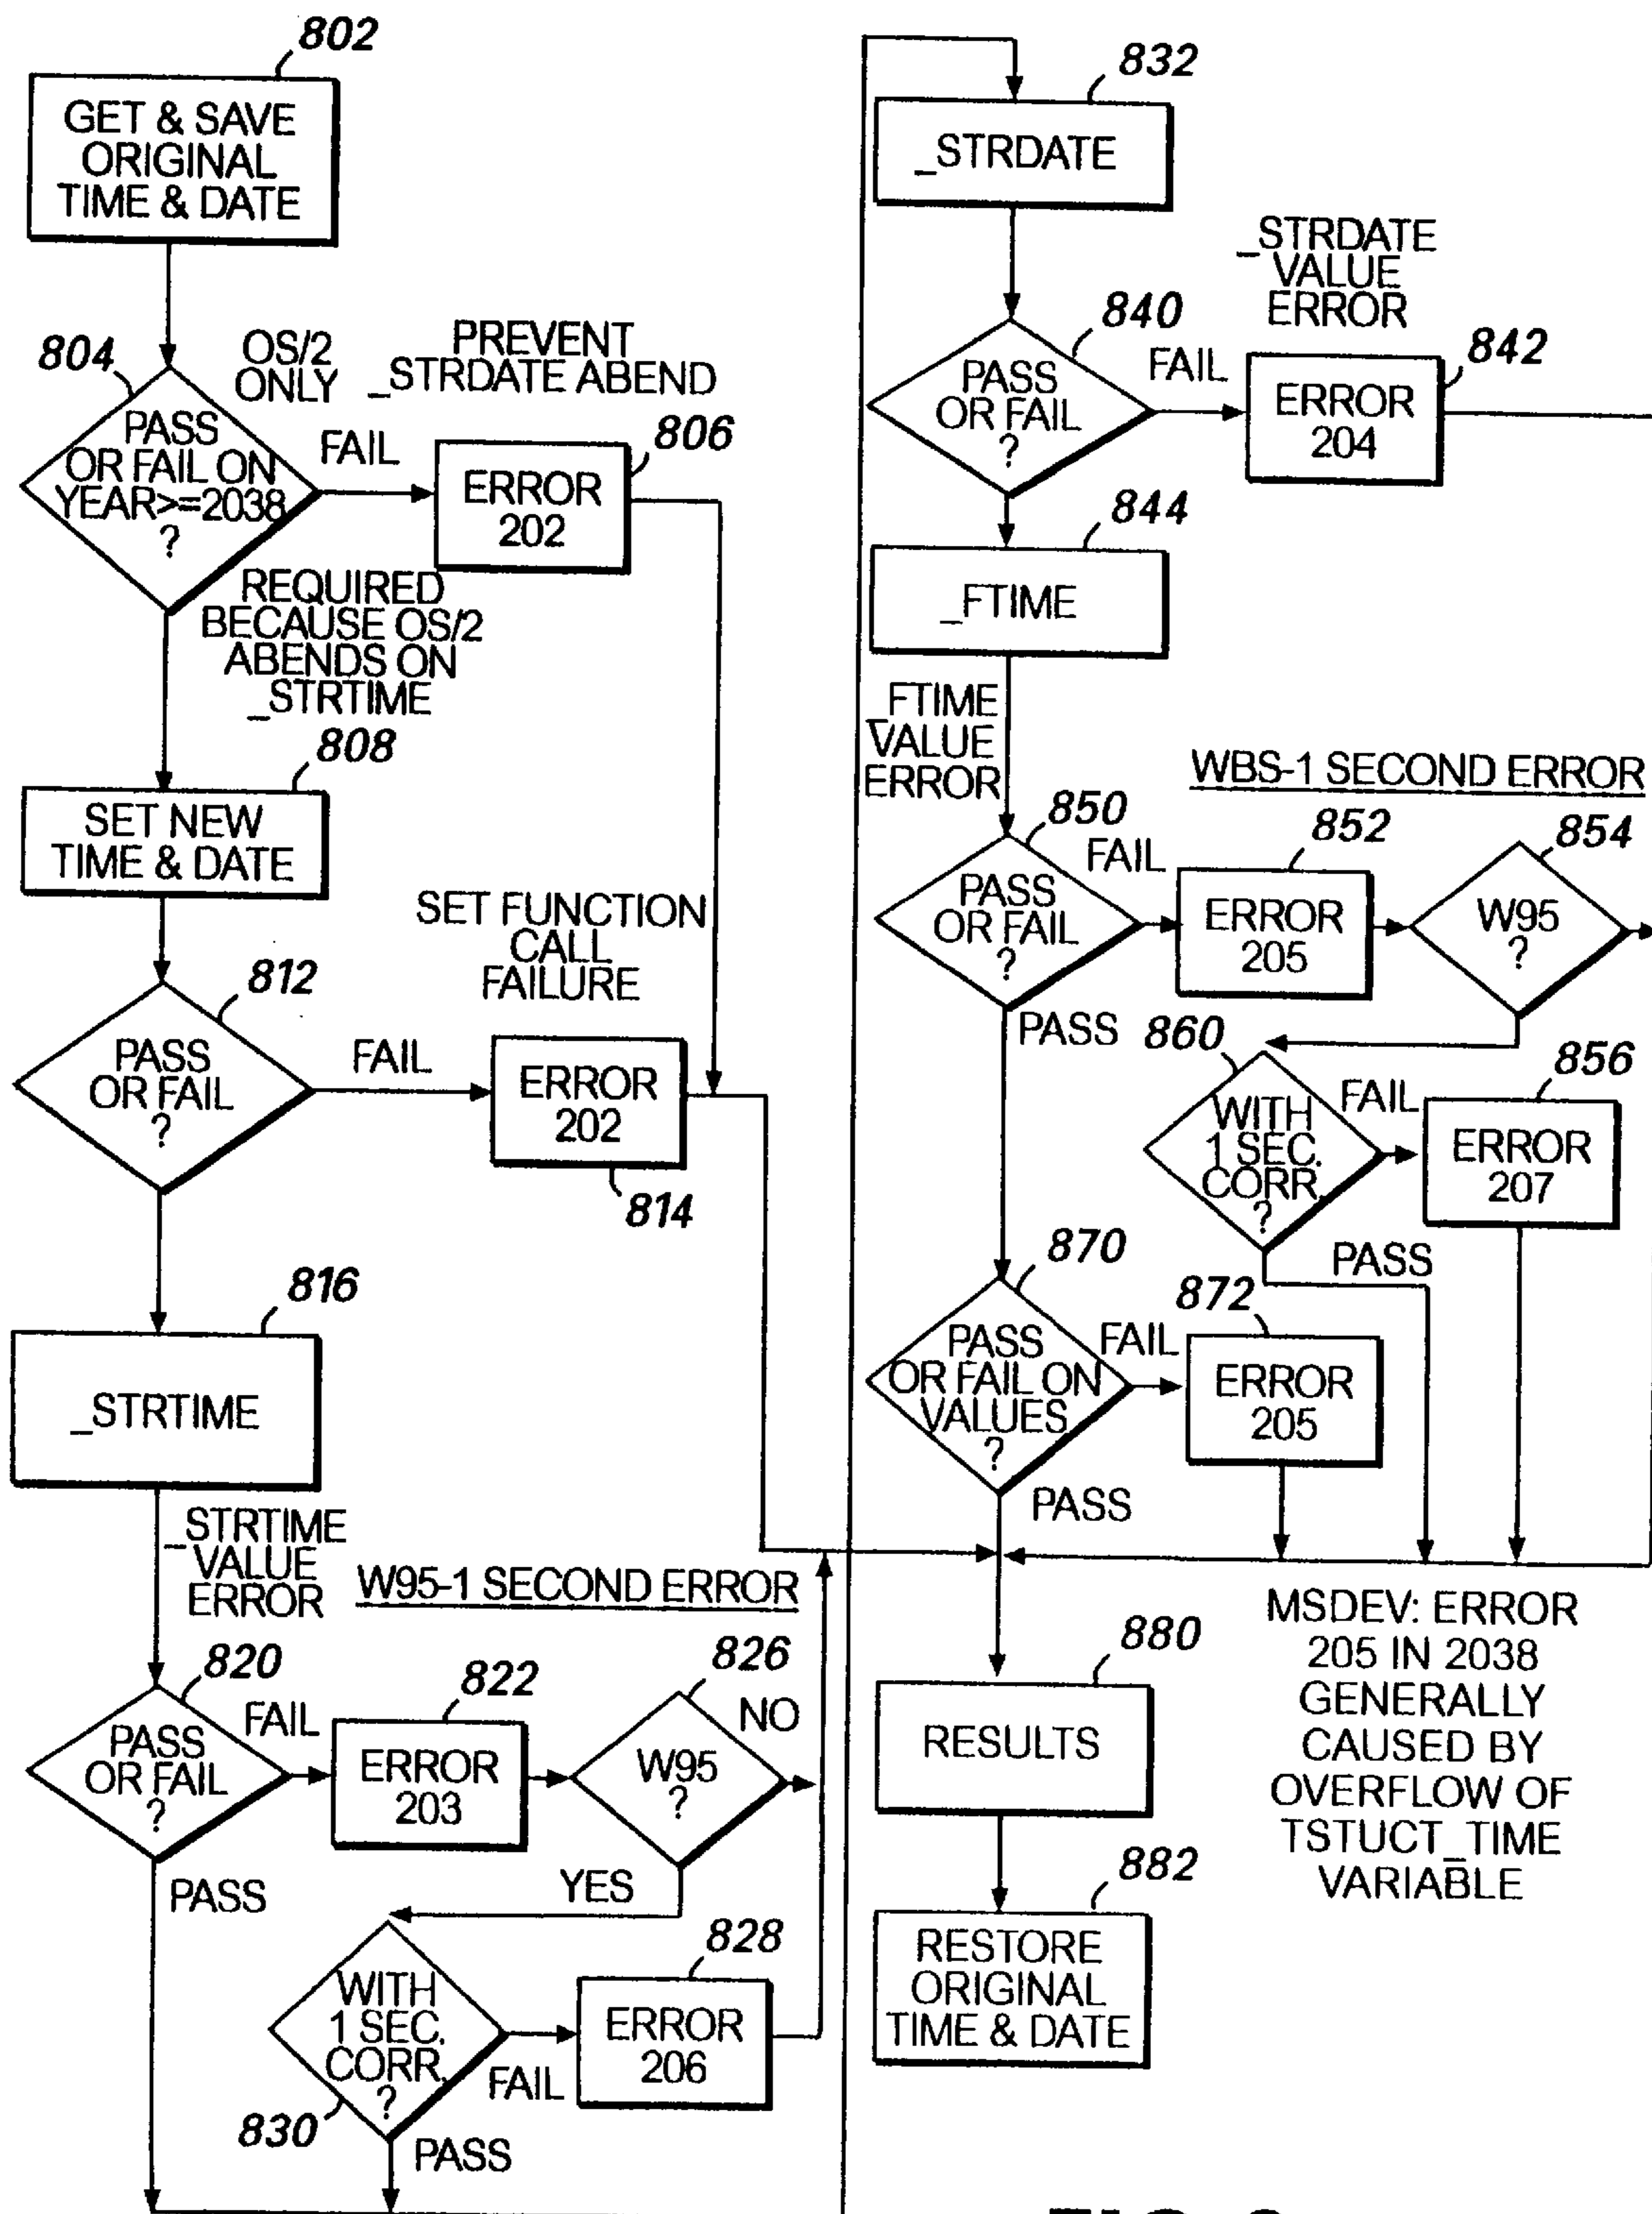 802
GET & SAVE
ORIGINAL
TIME & DATE
804
OS/2
ONLY
PREVENT
_STRDATE ABEND
PASS
OR FAIL ON
YEAR>=2038
?
FAIL
806
ERROR
202
REQUIRED
BECAUSE OS/2
ABENDS ON
_STRTIME
808
SET NEW
TIME & DATE
SET FUNCTION
CALL
FAILURE
812
PASS
OR FAIL
?
FAIL
ERROR
202
814
816
_STRTIME
_STRTIME
VALUE
ERROR
W95-1 SECOND ERROR
820
PASS
OR FAIL
?
FAIL
822
ERROR
203
826
W95
?
NO
PASS
YES
WITH
1 SEC.
CORR.
?
830
FAIL
828
ERROR
206
PASS
832
_STRDATE
_STRDATE
VALUE
ERROR
840
PASS
OR FAIL
?
FAIL
842
ERROR
204
844
_FTIME
_FTIME
VALUE
ERROR
WBS-1 SECOND ERROR
850
PASS
OR FAIL
?
FAIL
852
ERROR
205
854
W95
?
PASS
860
WITH
1 SEC.
CORR.
?
FAIL
856
ERROR
207
PASS
870
PASS
OR FAIL ON
VALUES
?
FAIL
872
ERROR
205
PASS
MSDEV: ERROR
205 IN 2038
GENERALLY
CAUSED BY
OVERFLOW OF
TSTUCT_TIME
VARIABLE
880
RESULTS
882
RESTORE
ORIGINAL
TIME & DATE